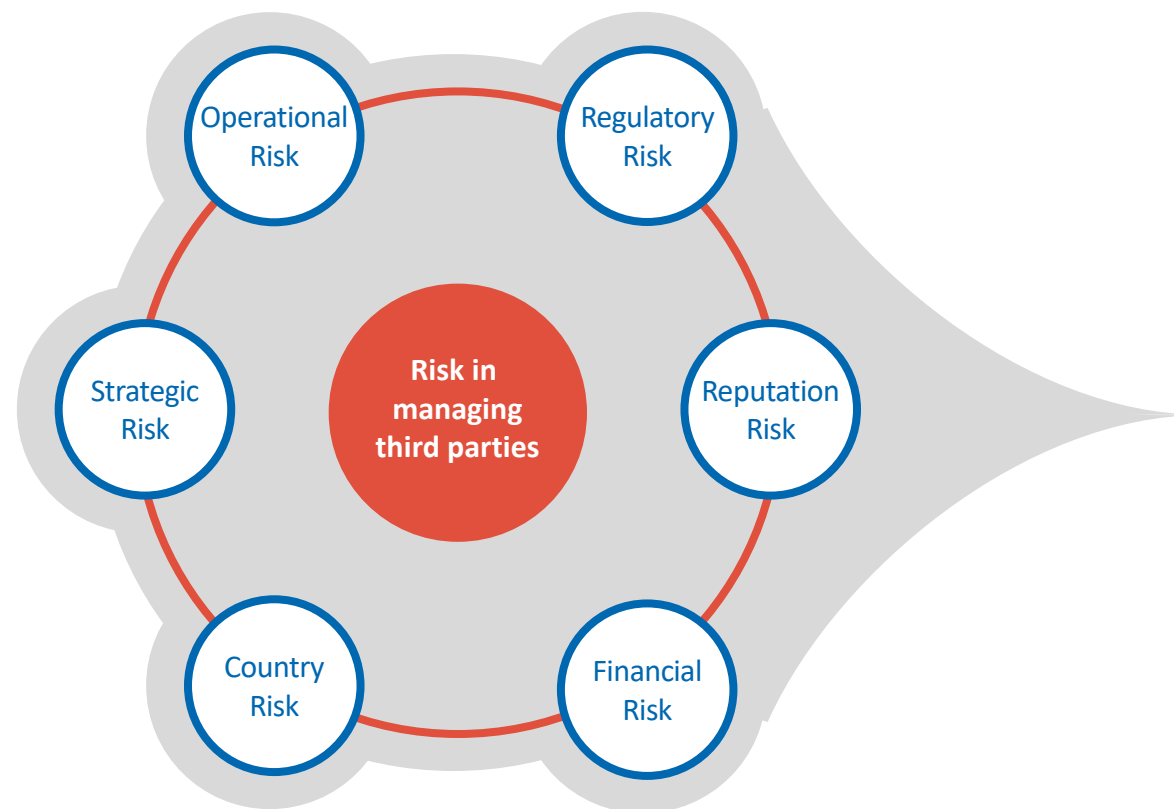 Operational
Risk
Regulatory
Risk
Strategic
Risk
Risk in
managing
third parties
Reputation
Risk
Country
Risk
Financial
Risk